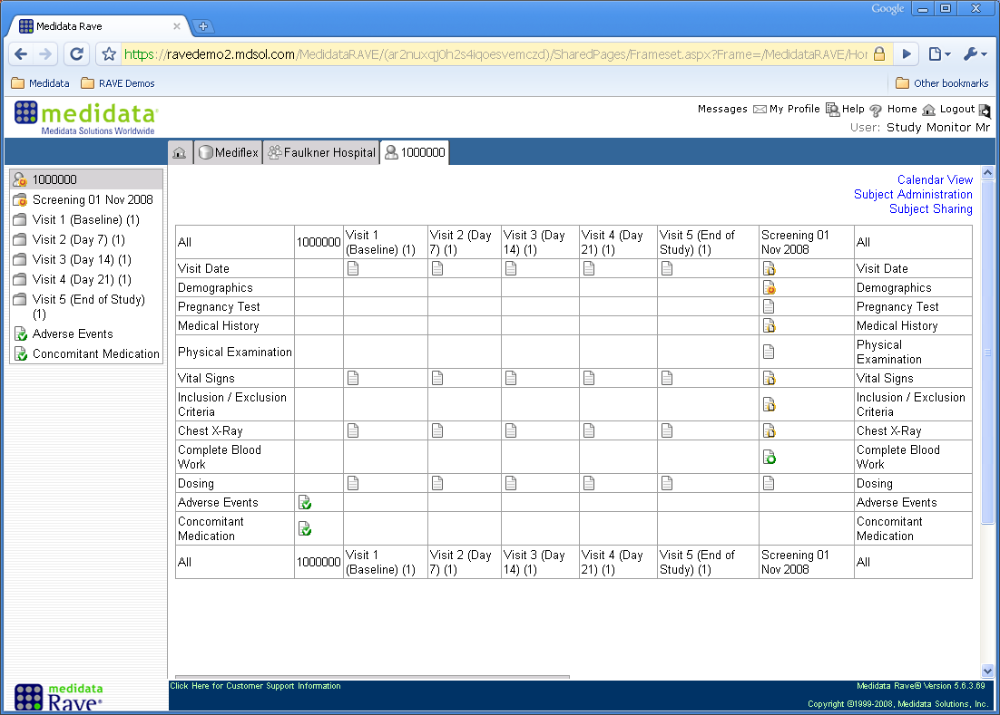 Google
Medidata Rave
https://ravedemo2.mdsol.com/MedidataRAVE/(ar2nuxqj0h2s4iqoesvemczd)/SharedPages/Frameset.aspx?Frame=/MedidataRAVE/Hor
Medidata RAVE Demos Other bookmarks
medidata
Medidata Solutions Worldwide
Messages My Profile Help Home Logout
User: Study Monitor Mr
Mediflex Faulkner Hospital 1000000
1000000
Screening 01 Nov 2008
Visit 1 (Baseline) (1)
Visit 2 (Day 7) (1)
Visit 3 (Day 14) (1)
Visit 4 (Day 21) (1)
Visit 5 (End of Study)
(1)
Adverse Events
Concomitant Medication
Calendar View
Subject Administration
Subject Sharing
All 1000000 Visit 1 (Baseline) (1) Visit 2 (Day 7) (1) Visit 3 (Day 14) (1) Visit 4 (Day 21) (1) Visit 5 (End of Study) (1) Screening 01 Nov 2008 All
Visit Date Visit Date
Demographics Demographics
Pregnancy Test Pregnancy Test
Medical History Medical History
Physical Examination Physical Examination
Vital Signs Vital Signs
Inclusion / Exclusion Criteria Inclusion / Exclusion Criteria
Chest X-Ray Chest X-Ray
Complete Blood Work Complete Blood Work
Dosing Dosing
Adverse Events Adverse Events
Concomitant Medication Concomitant Medication
All 1000000 Visit 1 (Baseline) (1) Visit 2 (Day 7) (1) Visit 3 (Day 14) (1) Visit 4 (Day 21) (1) Visit 5 (End of Study) (1) Screening 01 Nov 2008 All
medidata
Rave®
Click Here for Customer Support Information
Medidata Rave® Version 5.6.3.69
Copyright ©1999-2008, Medidata Solutions, Inc.